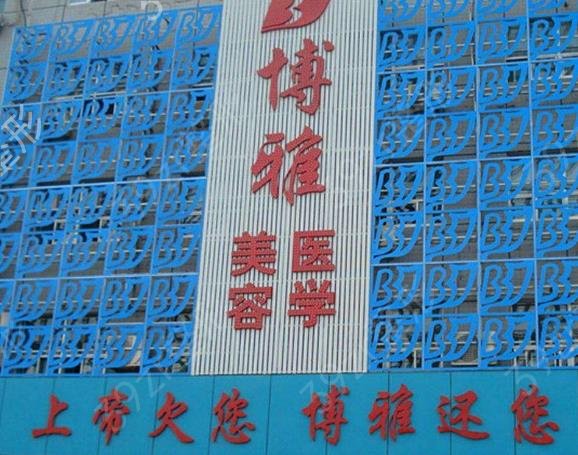 博雅
医学
美容
上帝欠您 博雅还您